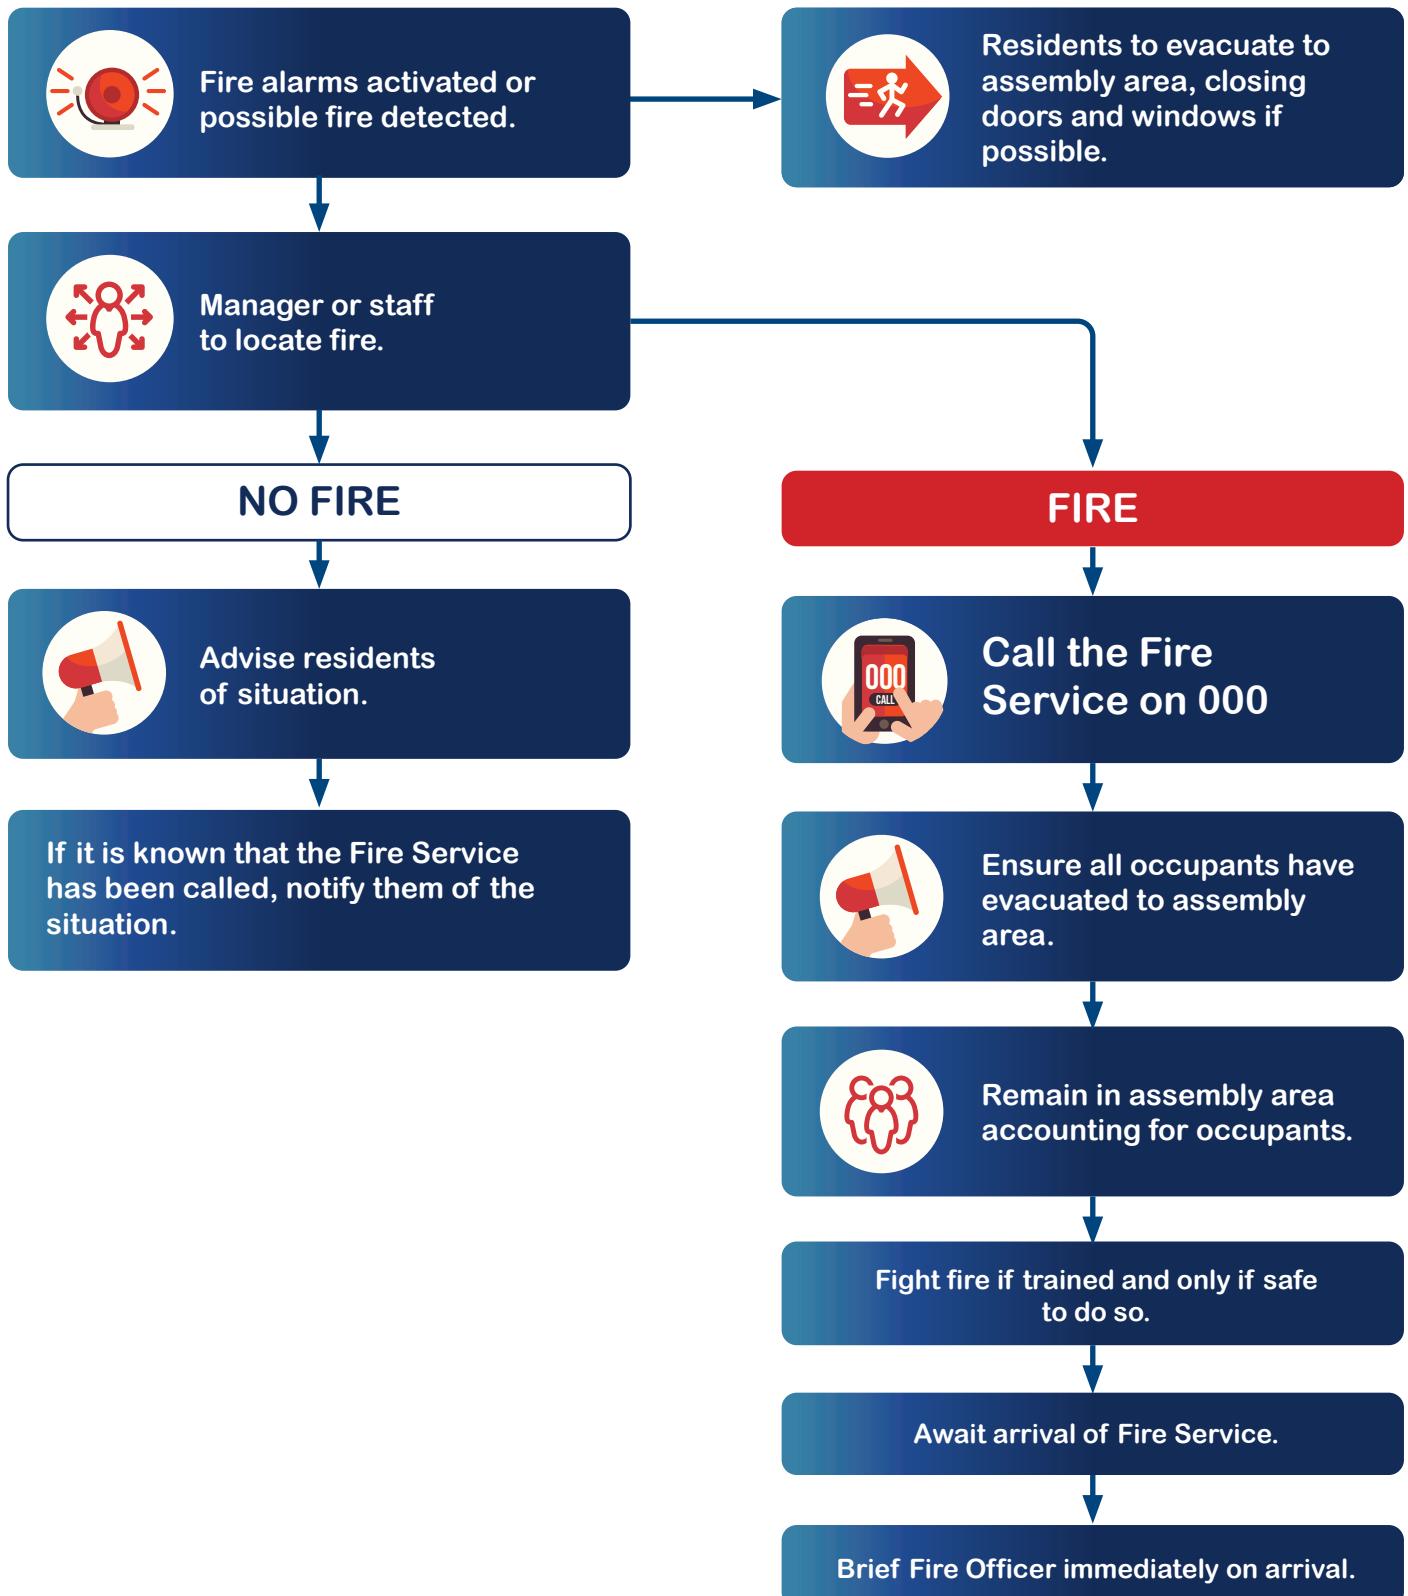 Fire alarms activated or
possible fire detected.
Residents to evacuate to
assembly area, closing
doors and windows if
possible.
Manager or staff
to locate fire.
NO FIRE
FIRE
Advise residents
of situation.
Call the Fire
Service on 000
000
CALL
If it is known that the Fire Service
has been called, notify them of the
situation.
Ensure all occupants have
evacuated to assembly
area.
Remain in assembly area
accounting for occupants.
Fight fire if trained and only if safe
to do so.
Await arrival of Fire Service.
Brief Fire Officer immediately on arrival.